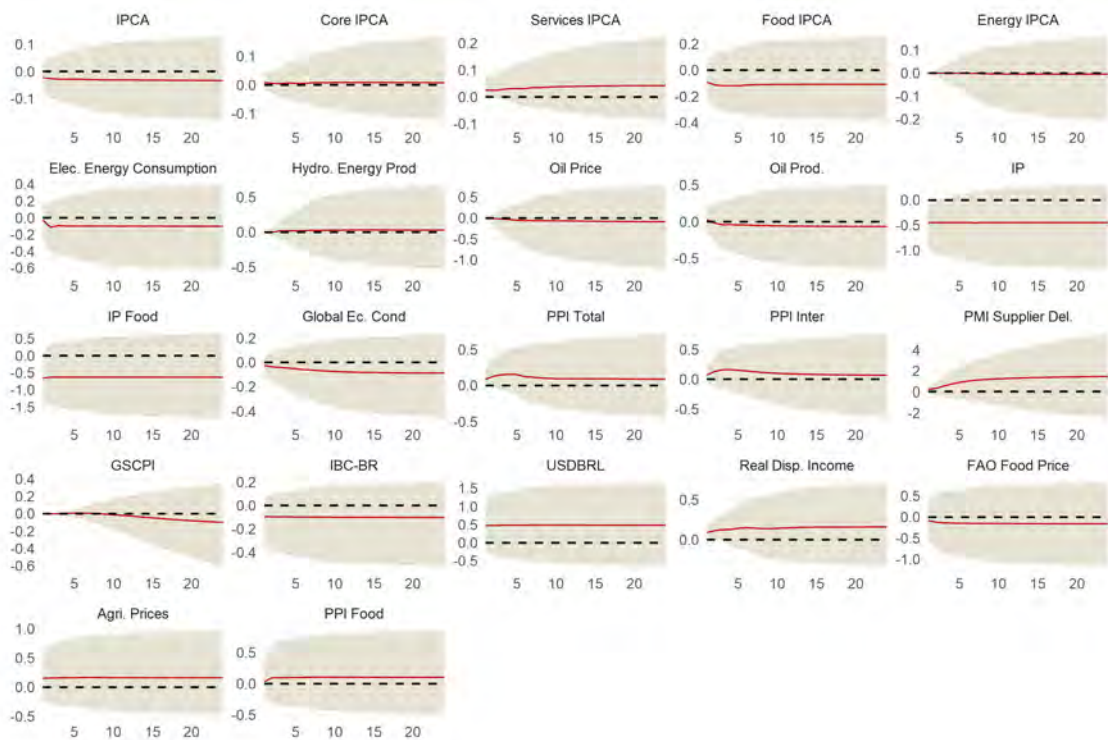 IPCA
Core IPCA
Services IPCA
Food IPCA
Energy IPCA
0.1
0.0
-0.1
5 10 15 20
0.1
0.0
-0.1
5 10 15 20
0.2
0.1
0.0
-0.1
5 10 15 20
0.2
0.0
-0.2
-0.4
5 10 15 20
0.1
0.0
-0.1
-0.2
5 10 15 20
Elec. Energy Consumption
Hydro. Energy Prod
Oil Price
Oil Prod.
IP
0.4
0.2
0.0
-0.2
-0.4
-0.6
5 10 15 20
0.5
0.0
-0.5
5 10 15 20
0.5
0.0
-0.5
-1.0
5 10 15 20
0.5
0.0
-0.5
5 10 15 20
0.0
-0.5
-1.0
5 10 15 20
IP Food
Global Ec. Cond
PPI Total
PPI Inter
PMI Supplier Del.
0.5
0.0
-0.5
-1.0
-1.5
5 10 15 20
0.2
0.0
-0.2
-0.4
5 10 15 20
0.5
0.0
-0.5
5 10 15 20
0.5
0.0
-0.5
5 10 15 20
4
2
0
-2
5 10 15 20
GSCPI
IBC-BR
USDBRL
Real Disp. Income
FAO Food Price
0.4
0.2
0.0
-0.2
-0.4
-0.6
5 10 15 20
0.2
0.0
-0.2
-0.4
5 10 15 20
1.5
1.0
0.5
0.0
-0.5
5 10 15 20
0.5
0.0
5 10 15 20
0.5
0.0
-0.5
-1.0
5 10 15 20
Agri. Prices
PPI Food
1.0
0.5
0.0
-0.5
5 10 15 20
0.5
0.0
-0.5
5 10 15 20